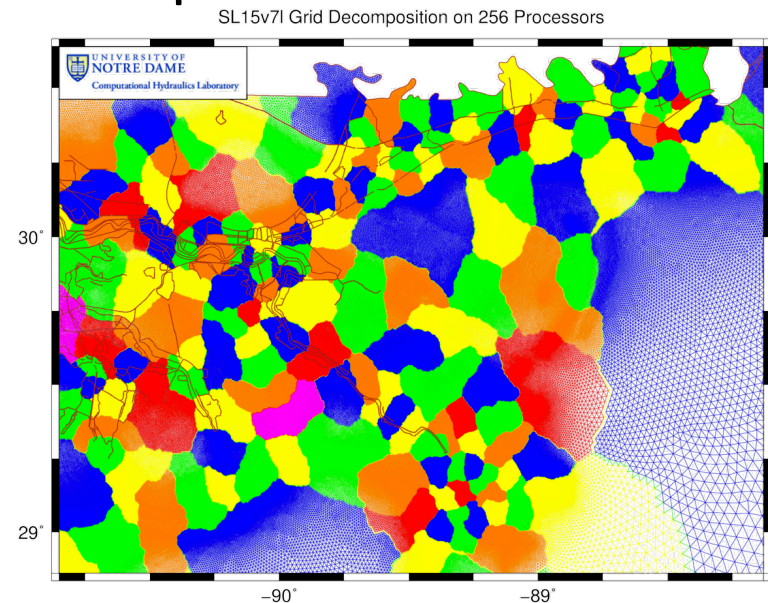 SL15v7l Grid Decomposition on 256 Processors
UNIVERSITY OF
NOTRE DAME
Computational Hydraulics Laboratory
30°
29°
−90°
−89°